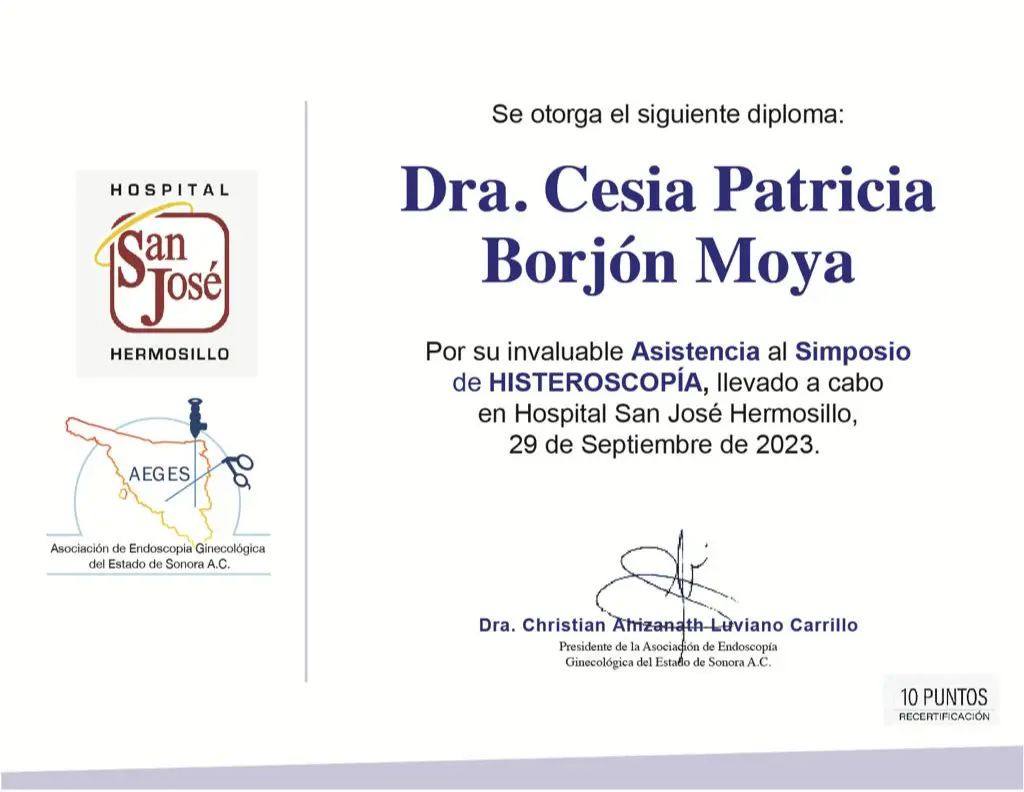 HOSPITAL
San
José
HERMOSILLO
AEGES
Asociación de Endoscopia Ginecológica
del Estado de Sonora A.C.
Se otorga el siguiente diploma:
Dra. Cesia Patricia
Borjón Moya
Por su invaluable Asistencia al Simposio
de HISTEROSCOPÍA, llevado a cabo
en Hospital San José Hermosillo,
29 de Septiembre de 2023.
Dra. Christian Ahizanath Luviano Carrillo
Presidente de la Asociación de Endoscopía
Ginecológica del Estado de Sonora A.C.
10 PUNTOS
RECERTIFICACIÓN